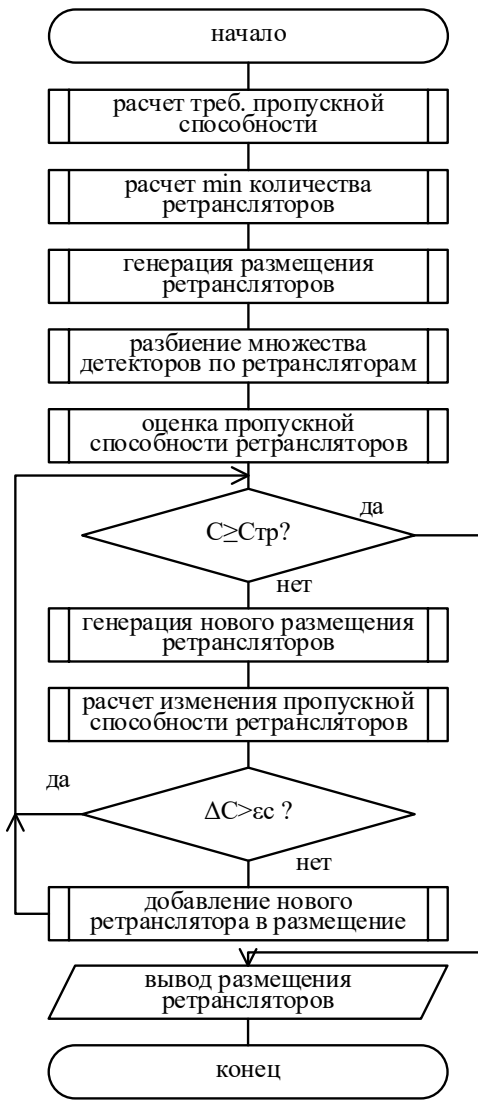 начало
расчет треб. пропускной
способности
расчет min количества
ретрансляторов
генерация размещения
ретрансляторов
разбиение множества
детекторов по ретрансляторам
оценка пропускной
способности ретрансляторов
C≥Cтр?
да
нет
генерация нового размещения
ретрансляторов
расчет изменения пропускной
способности ретрансляторов
да
ΔC>εc ?
нет
добавление нового
ретранслятора в размещение
вывод размещения
ретрансляторов
конец